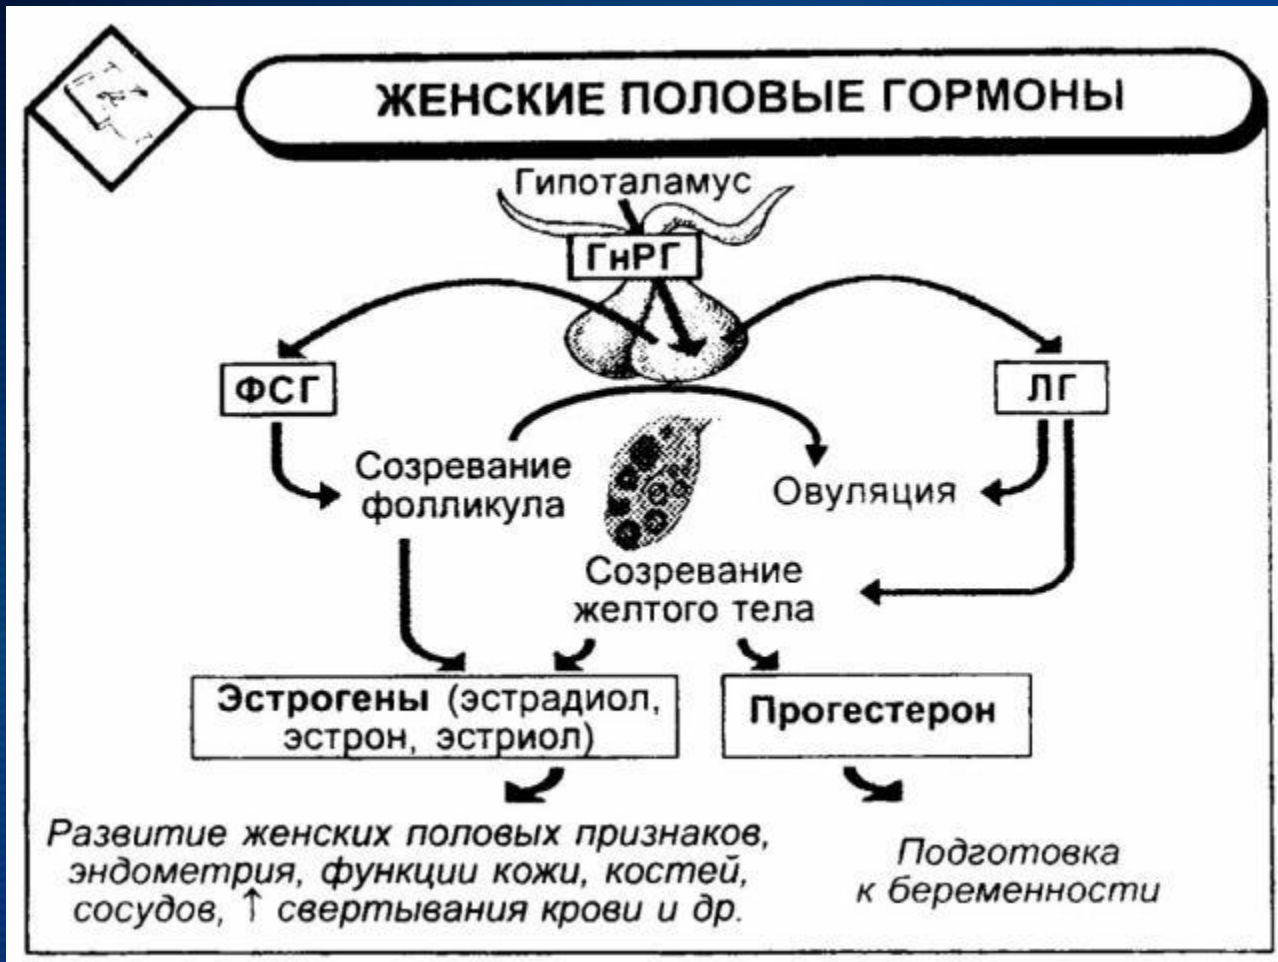 ЖЕНСКИЕ ПОЛОВЫЕ ГОРМОНЫ
Гипоталамус
ГнРГ
ФСГ
ЛГ
Созревание
фолликула
Овуляция
Созревание
желтого тела
Эстрогены (эстрадиол,
эстрон, эстриол)
Прогестерон
Развитие женских половых признаков,
эндометрия, функции кожи, костей,
сосудов, ↑ свертывания крови и др.
Подготовка
к беременности